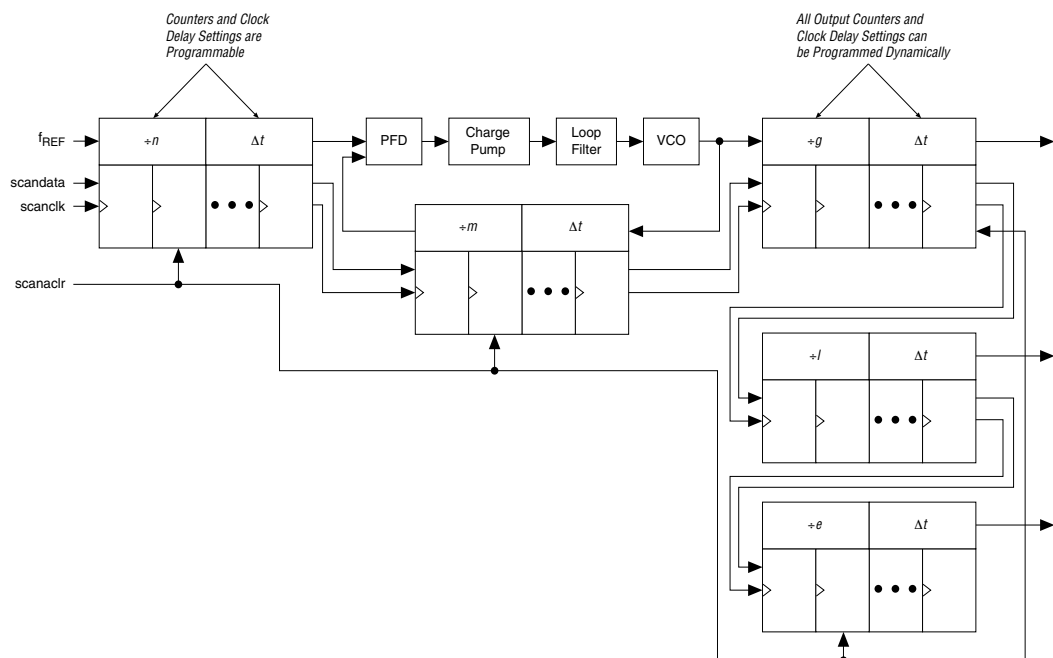 Counters and Clock
Delay Settings are
Programmable
All Output Counters and
Clock Delay Settings can
be Programmed Dynamically
fREF
÷n
Δt
PFD
Charge
Pump
Loop
Filter
VCO
÷g
Δt
scandata
scanclk
÷m
Δt
scanaclr
÷l
Δt
÷e
Δt